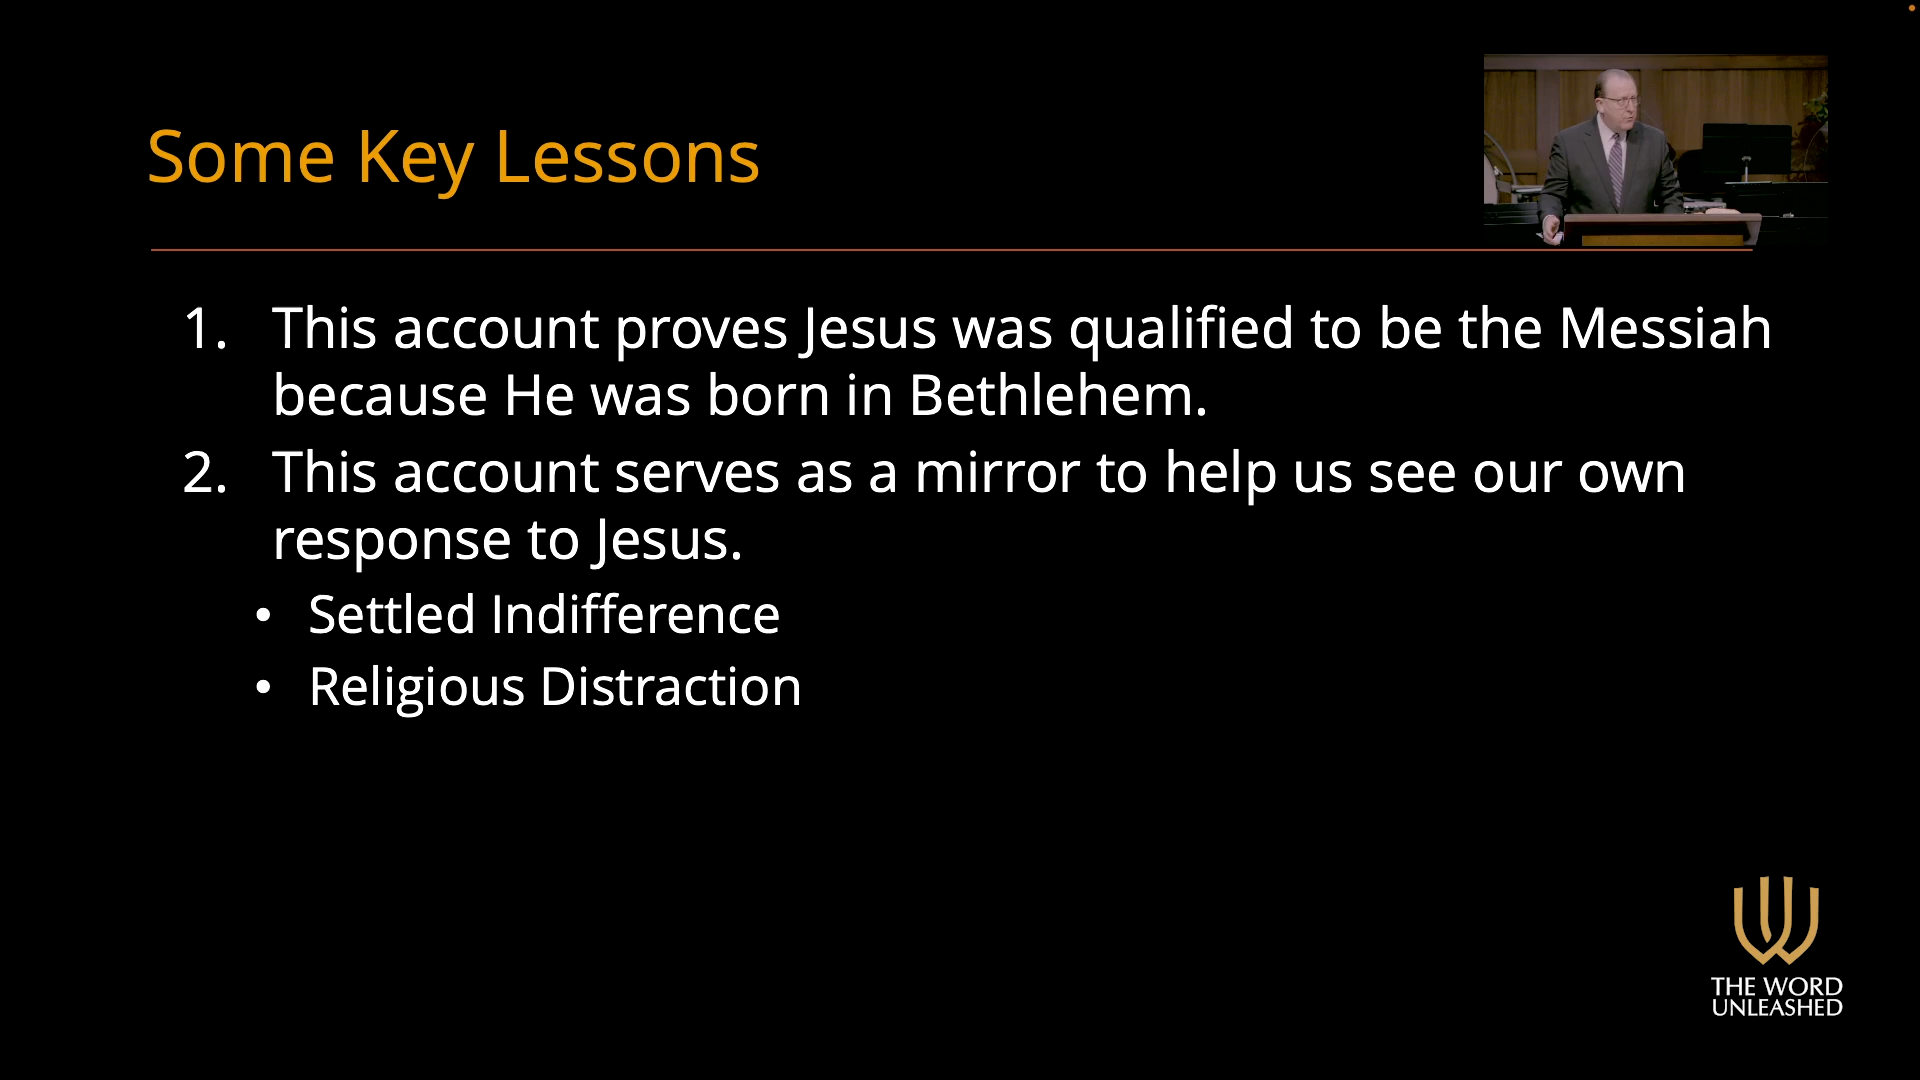 Some Key Lessons
1. This account proves Jesus was qualified to be the Messiah
because He was born in Bethlehem.
2. This account serves as a mirror to help us see our own
response to Jesus.
• Settled Indifference
• Religious Distraction
THE WORD
UNLEASHED